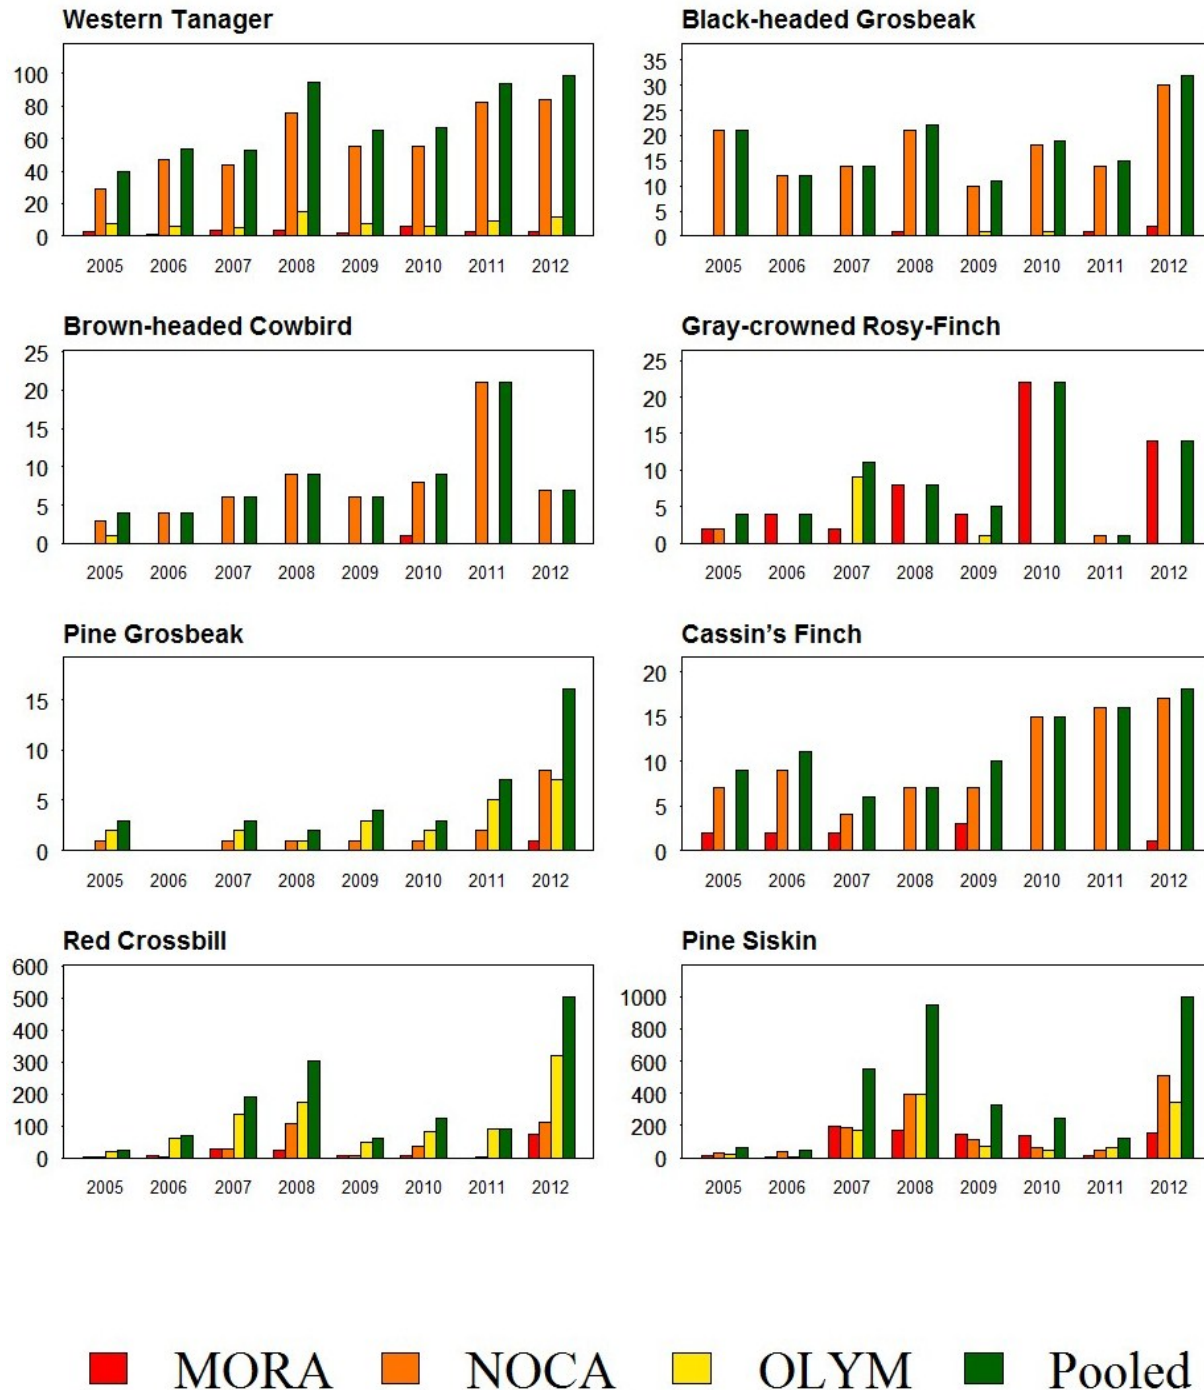 Western Tanager
100
80
60
40
20
0
2005 2006 2007 2008 2009 2010 2011 2012
Black-headed Grosbeak
35
30
25
20
15
10
5
0
2005 2006 2007 2008 2009 2010 2011 2012
Brown-headed Cowbird
25
20
15
10
5
0
2005 2006 2007 2008 2009 2010 2011 2012
Gray-crowned Rosy-Finch
25
20
15
10
5
0
2005 2006 2007 2008 2009 2010 2011 2012
Pine Grosbeak
15
10
5
0
2005 2006 2007 2008 2009 2010 2011 2012
Cassin’s Finch
20
15
10
5
0
2005 2006 2007 2008 2009 2010 2011 2012
Red Crossbill
600
500
400
300
200
100
0
2005 2006 2007 2008 2009 2010 2011 2012
Pine Siskin
1000
800
600
400
200
0
2005 2006 2007 2008 2009 2010 2011 2012
MORA NOCA OLYM Pooled